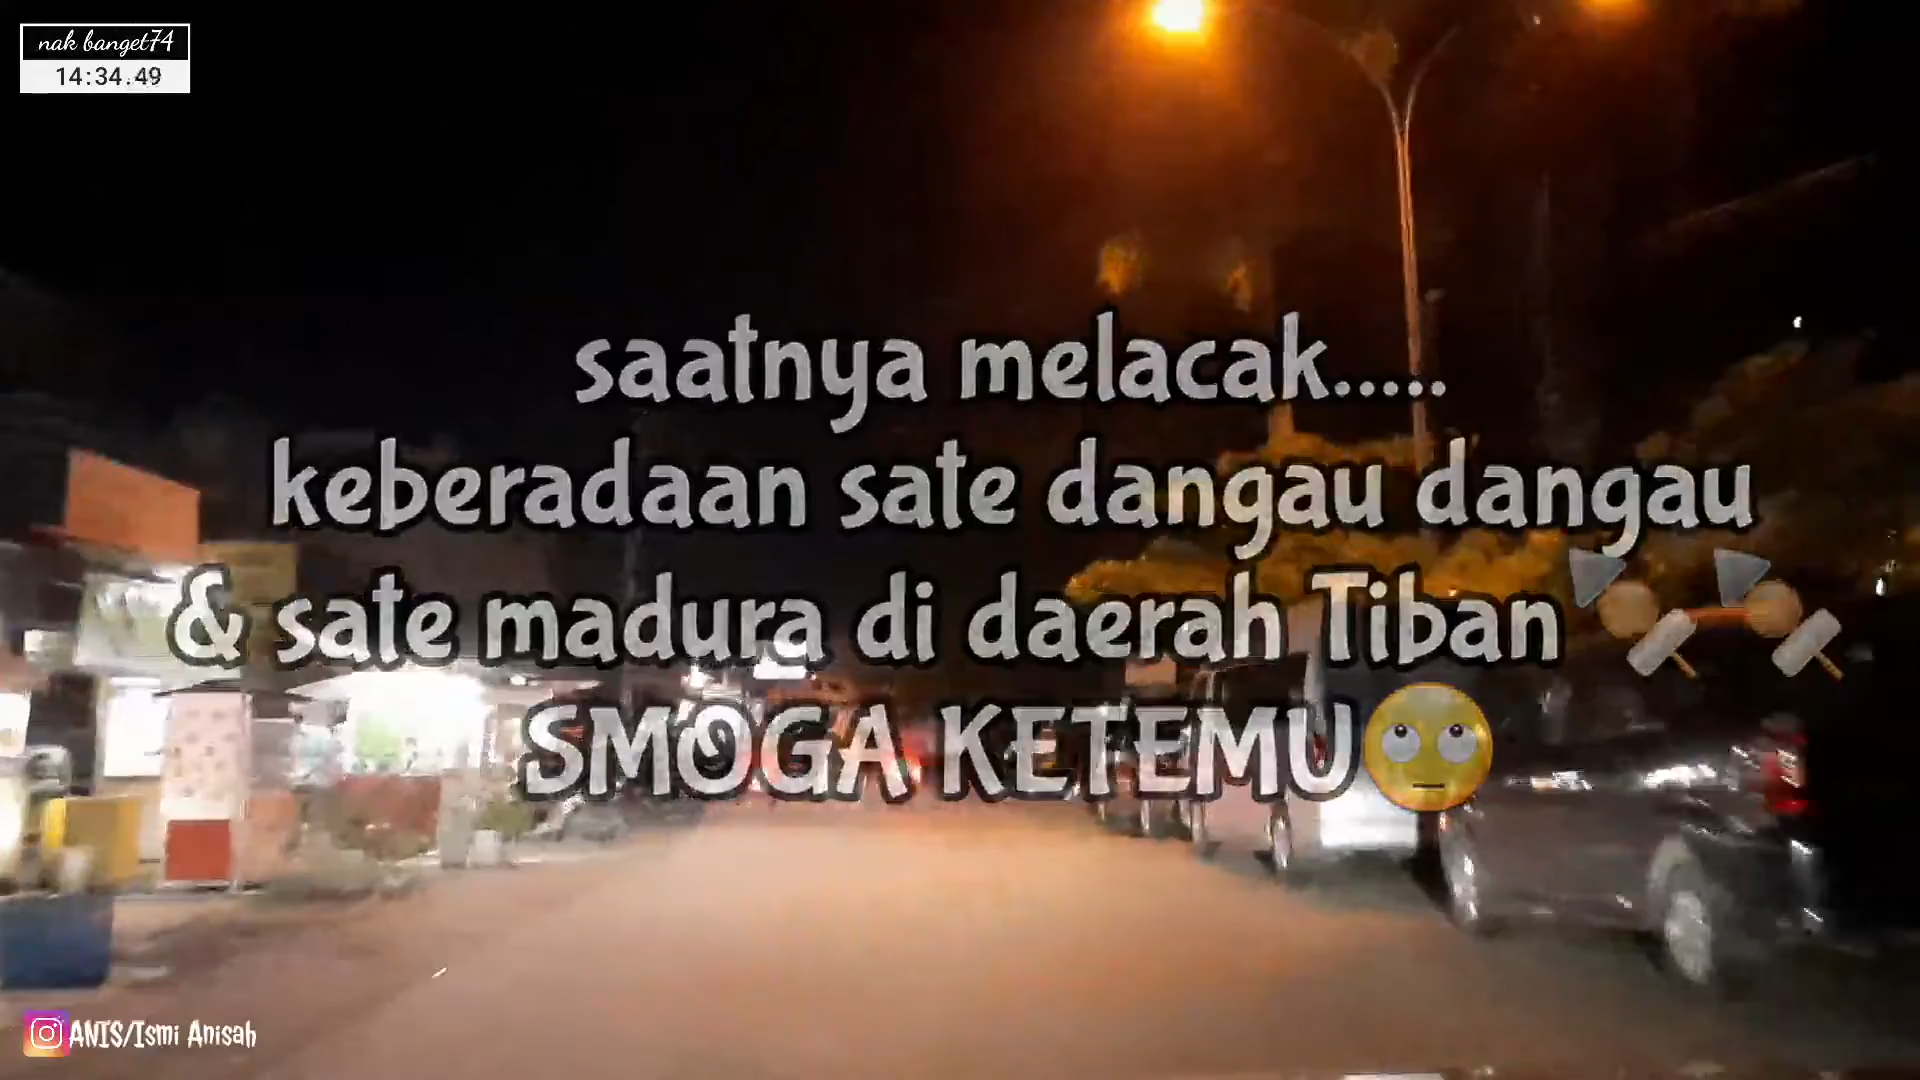 nak banget74
14:34.49
saatnya melacak.....
keberadaan sate dangau dangau
& sate madura di daerah Tiban🍢🍢
SMOGA KETEMU🙄
ANIS/Ismi Anisah